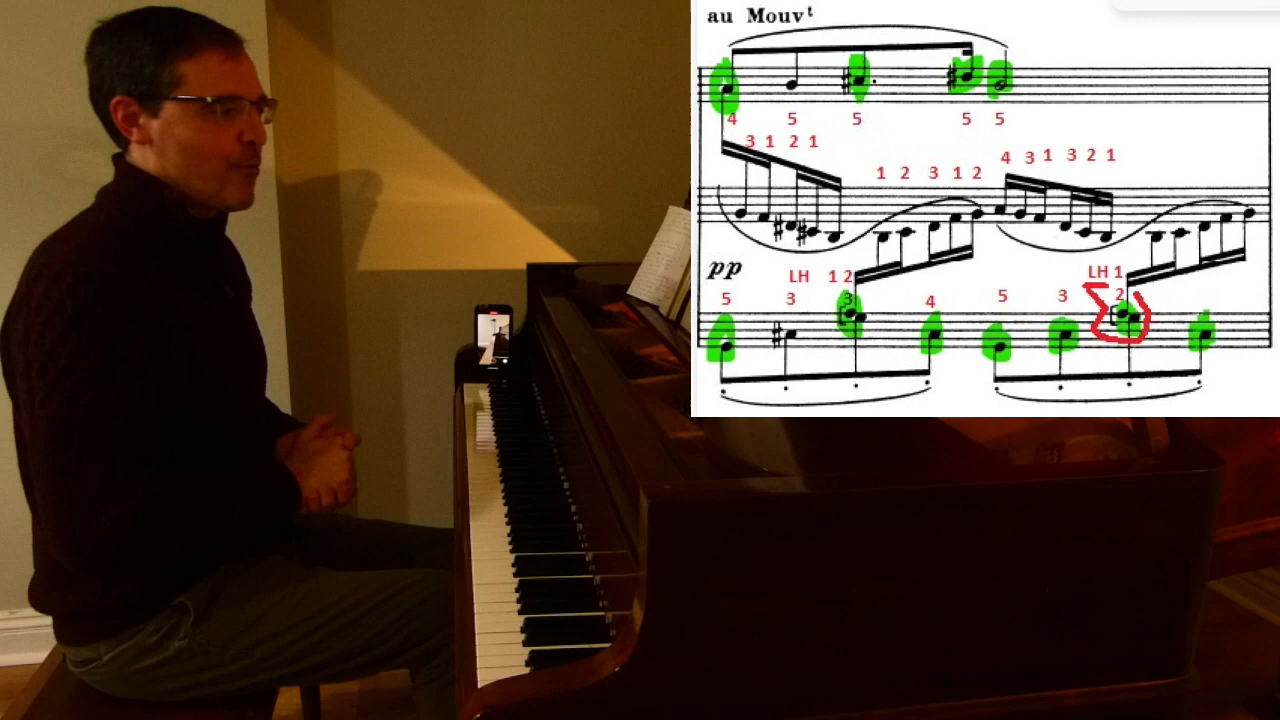 au Mouvᵗ
4 5 5 5 5
3 1 2 1
4 3 1 3 2 1
1 2 3 1 2
pp
LH 1 2
LH 1
5 3 3 4 5 3 2